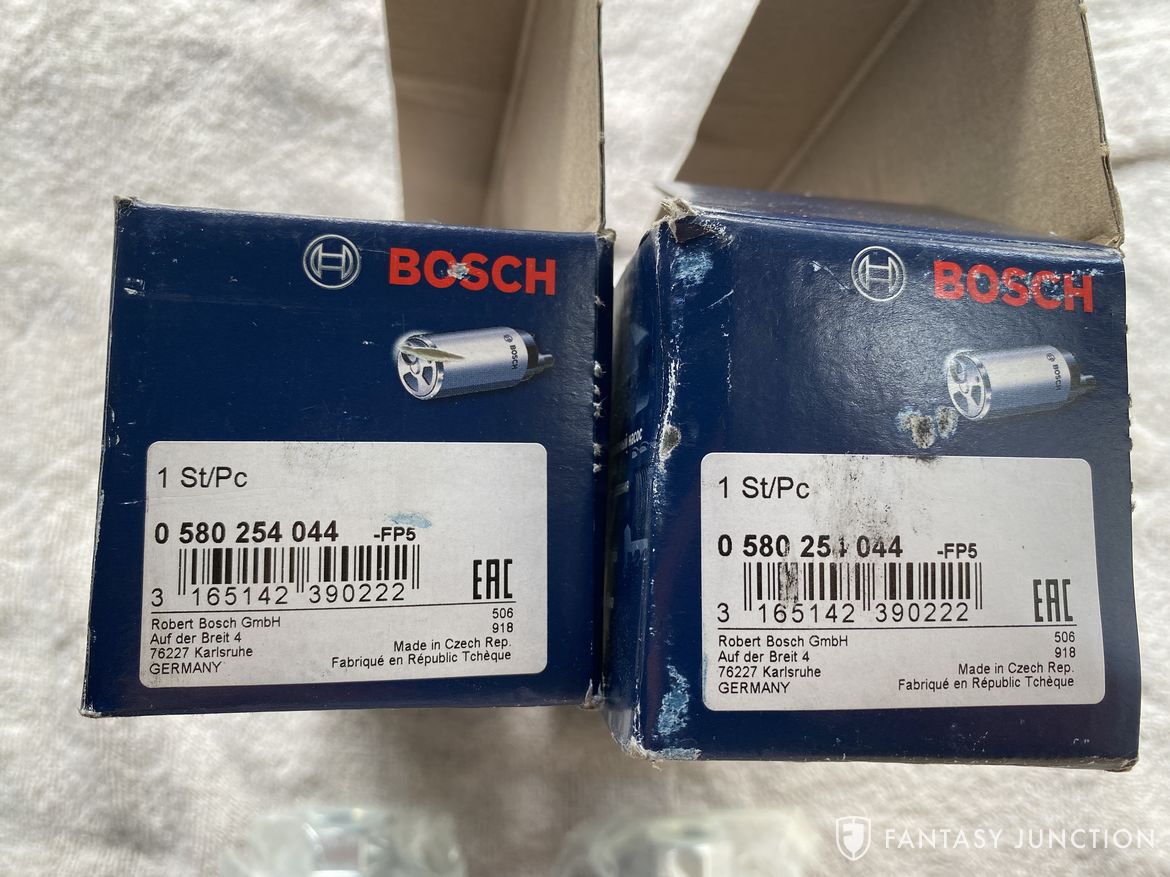 BOSCH
BOSCH
1 St/Pc
0 580 254 044 -FP5
3 165142 390222
EAC
Robert Bosch GmbH
Auf der Breit 4
76227 Karlsruhe
GERMANY
506
918
Made in Czech Rep.
Fabriqué en Républic Tchèque
BOSCH
BOSCH
1 St/Pc
0 580 254 044 -FP5
3 165142 390222
EAC
Robert Bosch GmbH
Auf der Breit 4
76227 Karlsruhe
GERMANY
506
918
Made in Czech Rep.
Fabriqué en Républic Tchèque
FANTASY JUNCTION